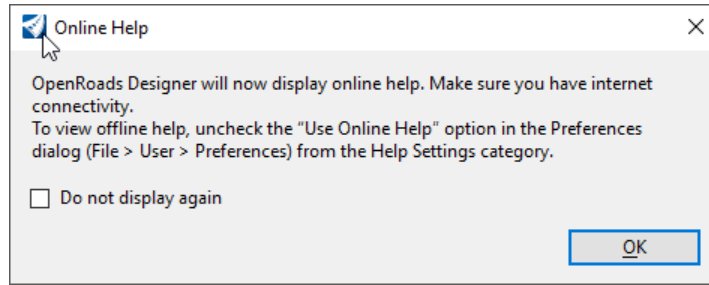 Online Help
OpenRoads Designer will now display online help. Make sure you have internet
connectivity.
To view offline help, uncheck the “Use Online Help” option in the Preferences
dialog (File > User > Preferences) from the Help Settings category.
Do not display again
OK